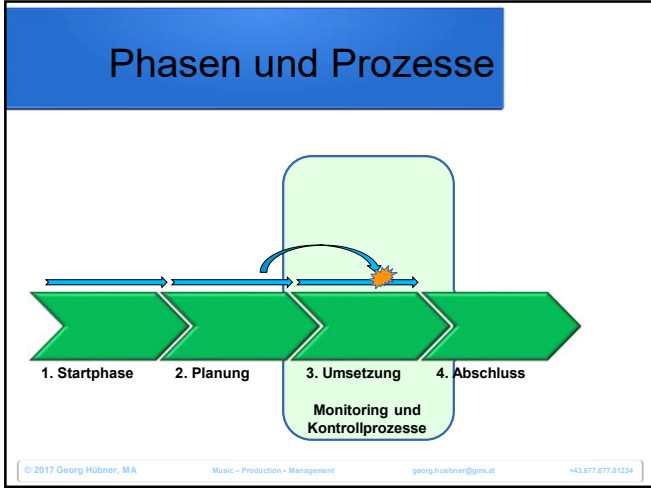 Phasen und Prozesse
1. Startphase
2. Planung
3. Umsetzung
4. Abschluss
Monitoring und
Kontrollprozesse
© 2017 Georg Hübner, MA
Music – Production – Management
georg.huebner@gmx.at
+43.677.677.01234